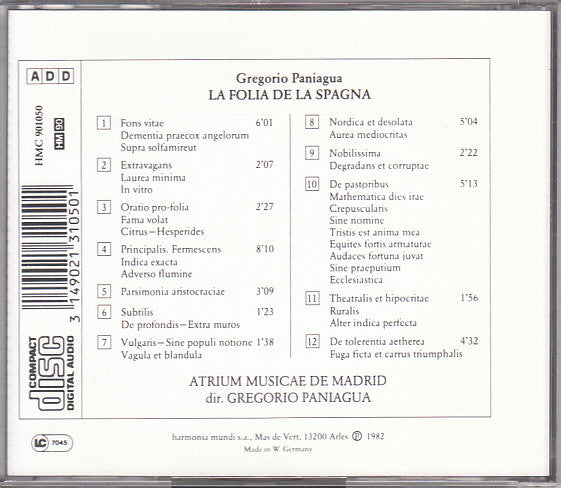 ADD
HMC 901050
HM 90
3 149021 310501
COMPACT
disc
DIGITAL AUDIO
LC 7045
Gregorio Paniagua
LA FOLIA DE LA SPAGNA
1 Fons vitae 6'01
Dementia praecox angelorum
Supra solfamireut
2 Extravagans 2'07
Laurea minima
In vitro
3 Oratio pro-folia 2'27
Fama volat
Citrus–Hesperides
4 Principalis. Fermescens 8'10
Indica exacta
Adverso flumine
5 Parsimonia aristocraciae 3'09
6 Subtilis 1'23
De profondis–Extra muros
7 Vulgaris–Sine populi notione 1'38
Vagula et blandula
8 Nordica et desolata 5'04
Aurea mediocritas
9 Nobilissima 2'22
Degradans et corruptae
10 De pastoribus 5'13
Mathematica dies irae
Crepuscularis
Sine nomine
Tristis est anima mea
Equites fortis armaturae
Audaces fortuna juvat
Sine praeputium
Ecclesiastica
11 Theatralis et hipocritae 1'56
Ruralis
Alter indica perfecta
12 De tolerentia aetherea 4'32
Fuga ficta et carrus triumphalis
ATRIUM MUSICAE DE MADRID
dir. GREGORIO PANIAGUA
harmonia mundi s.a., Mas de Vert, 13200 Arles Ⓟ 1982
Made in W. Germany